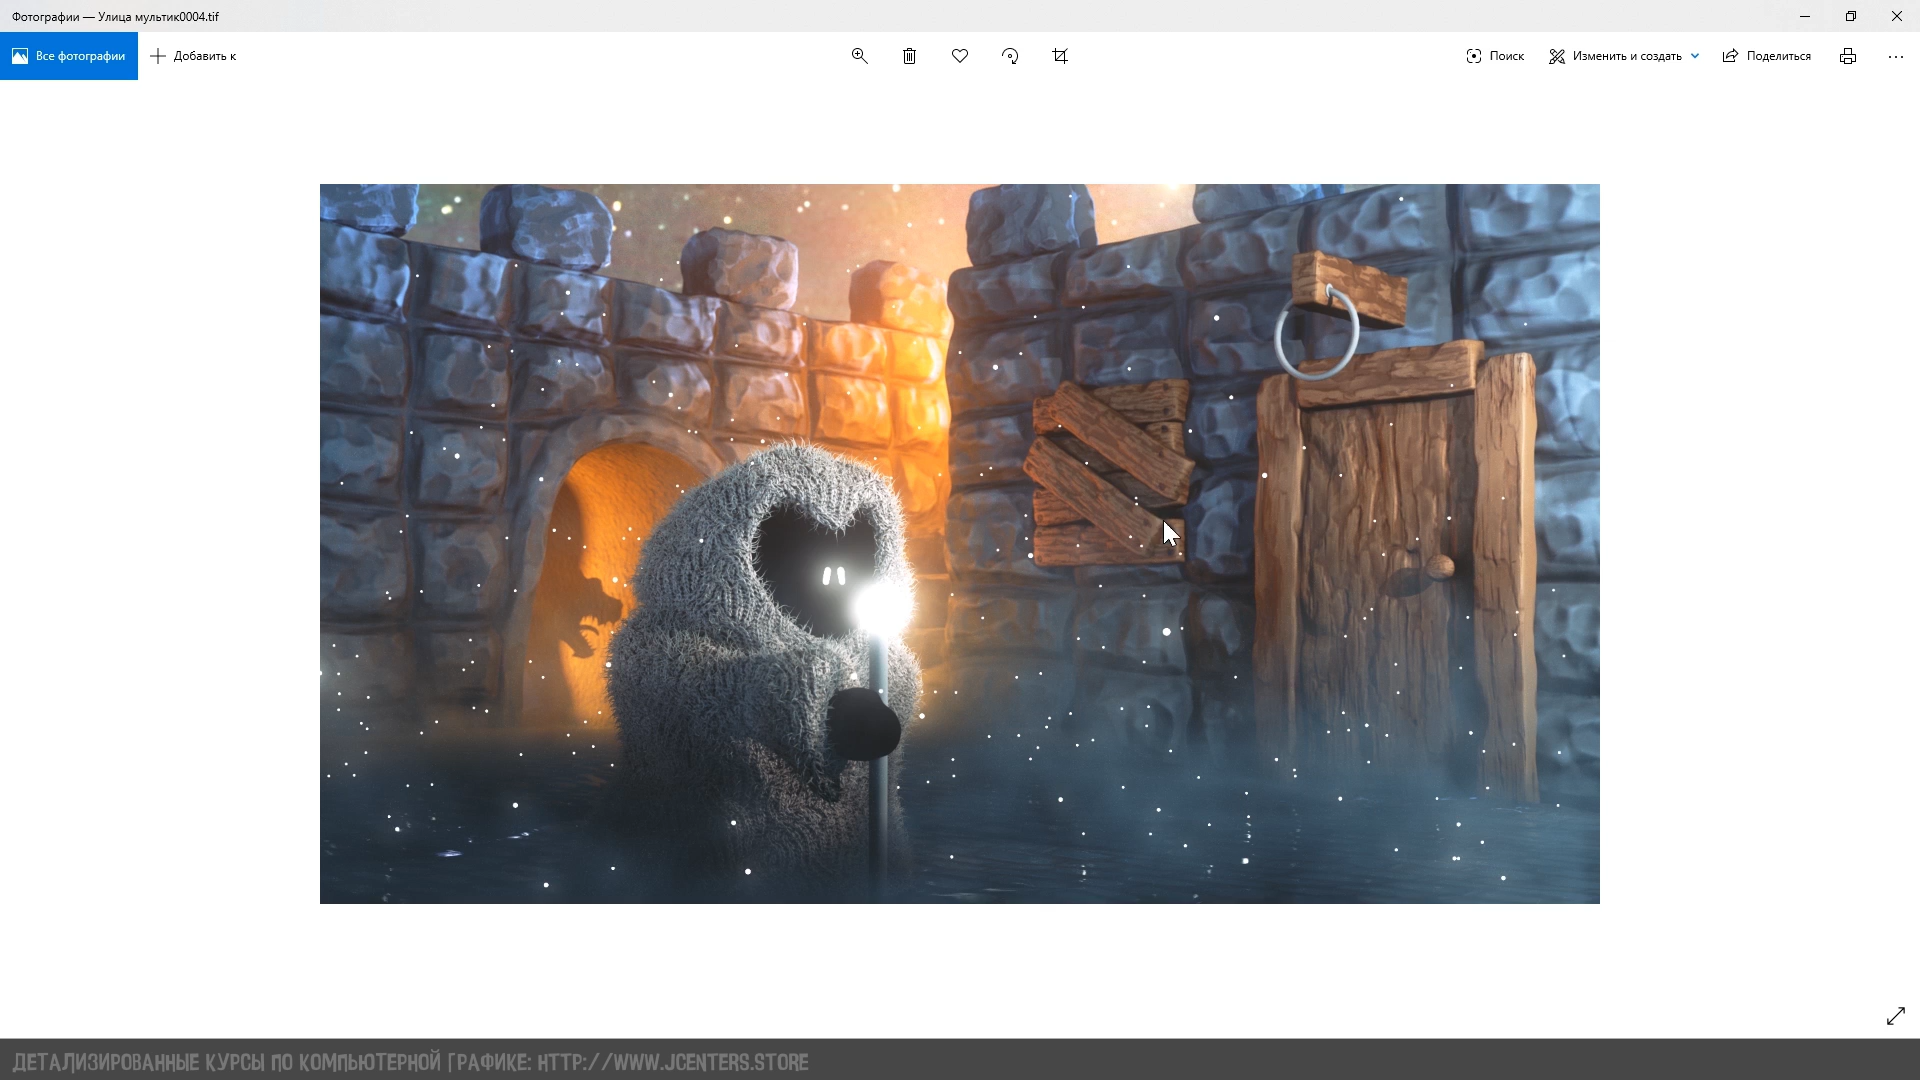 Фотографии — Улица мультик0004.tif
Все фотографии
Добавить к
Поиск
Изменить и создать
Поделиться
ДЕТАЛИЗИРОВАННЫЕ КУРСЫ ПО КОМПЬЮТЕРНОЙ ГРАФИКЕ: HTTP://WWW.JCENTERS.STORE